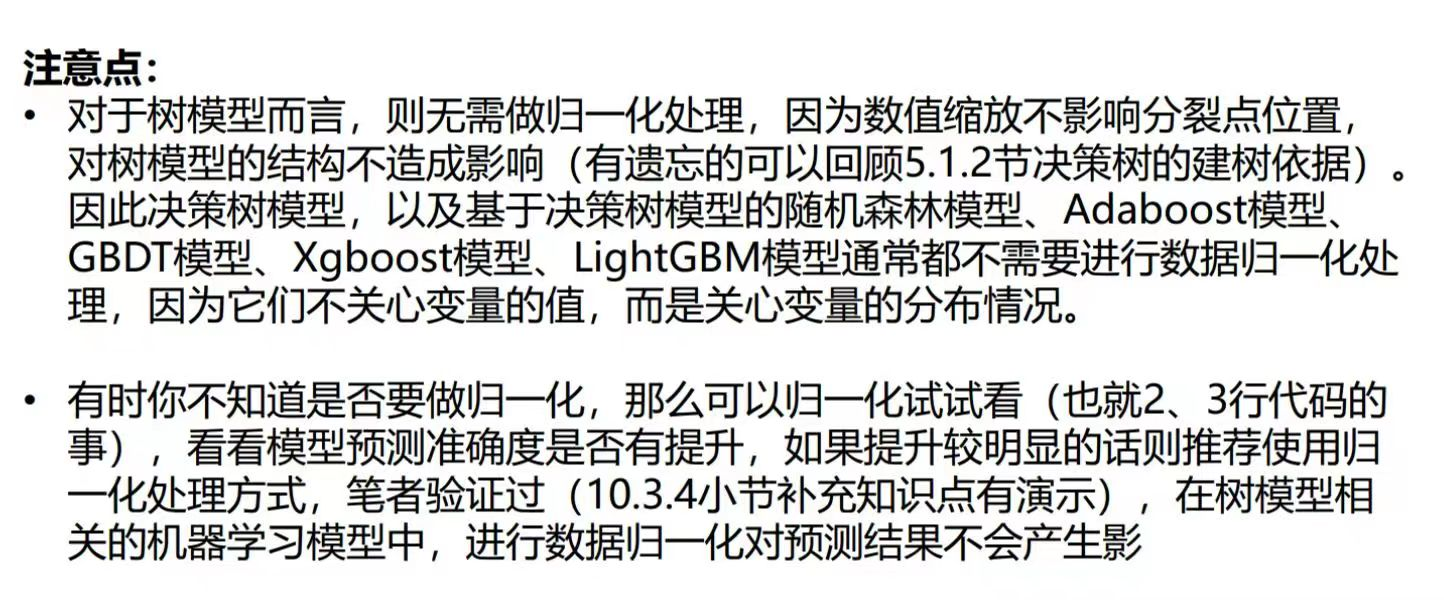 注意点：
• 对于树模型而言，则无需做归一化处理，因为数值缩放不影响分裂点位置，
对树模型的结构不造成影响（有遗忘的可以回顾5.1.2节决策树的建树依据）。
因此决策树模型，以及基于决策树模型的随机森林模型、Adaboost模型、
GBDT模型、Xgboost模型、LightGBM模型通常都不需要进行数据归一化处
理，因为它们不关心变量的值，而是关心变量的分布情况。
• 有时你不知道是否要做归一化，那么可以归一化试试看（也就2、3行代码的
事），看看模型预测准确度是否有提升，如果提升较明显的话则推荐使用归
一化处理方式，笔者验证过（10.3.4小节补充知识点有演示），在树模型相
关的机器学习模型中，进行数据归一化对预测结果不会产生影